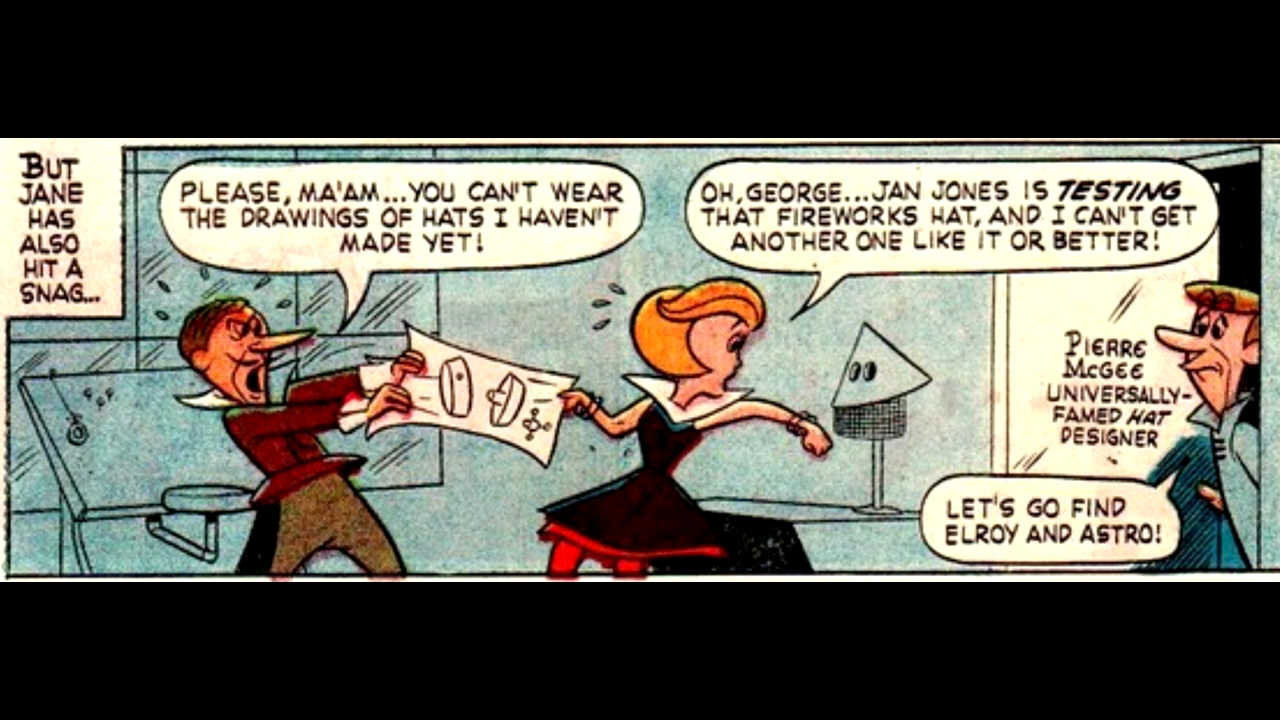 BUT
JANE
HAS
ALSO
HIT A
SNAG...
PLEASE, MA'AM...YOU CAN'T WEAR
THE DRAWINGS OF HATS I HAVEN'T
MADE YET!
OH, GEORGE...JAN JONES IS TESTING
THAT FIREWORKS HAT, AND I CAN'T GET
ANOTHER ONE LIKE IT OR BETTER!
PIERRE
MCGEE
UNIVERSALLY-
FAMED HAT
DESIGNER
LET'S GO FIND
ELROY AND ASTRO!